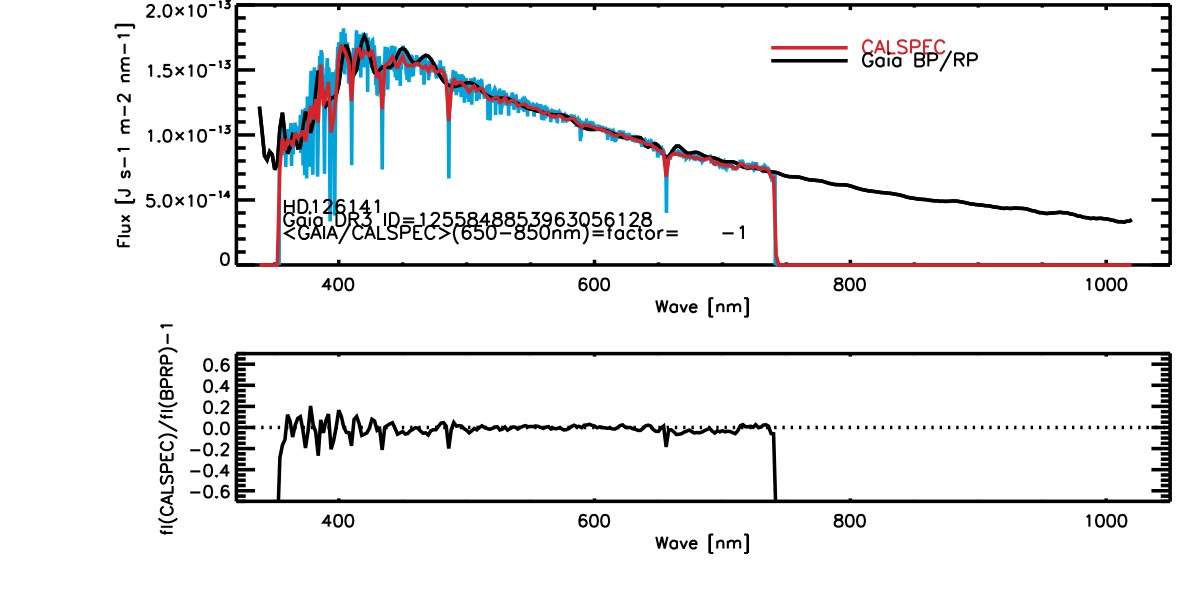 2.0×10⁻¹³
1.5×10⁻¹³
1.0×10⁻¹³
5.0×10⁻¹⁴
0
Flux [J s−1 m−2 nm−1]
CALSPEC
Gaia BP/RP
HD126141
Gaia DR3 ID=1255848853963056128
<GAIA/CALSPEC>(650−850nm)=factor= −1
400 600 800 1000
Wave [nm]
fl(CALSPEC)/fl(BPRP)−1
0.6
0.4
0.2
0.0
−0.2
−0.4
−0.6
400 600 800 1000
Wave [nm]